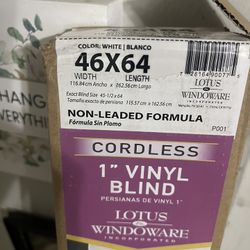 COLOR: WHITE | BLANCO
46X64
WIDTH LENGTH
116.84cm Ancho x 162.56cm Largo
Exact Blind Size 45-1/2 x 64
Tamaño exacto de persianas: 115.57 cm x 162.56 cm
LOTUS
WINDOWARE
INCORPORATED
NON-LEADED FORMULA
Fórmula Sin Plomo
P001
CORDLESS
1” VINYL
BLIND
PERSIANAS DE VINYL 1”
LOTUS
&
WINDOWARE
INCORPORATED
HANG
EVERYTHIN